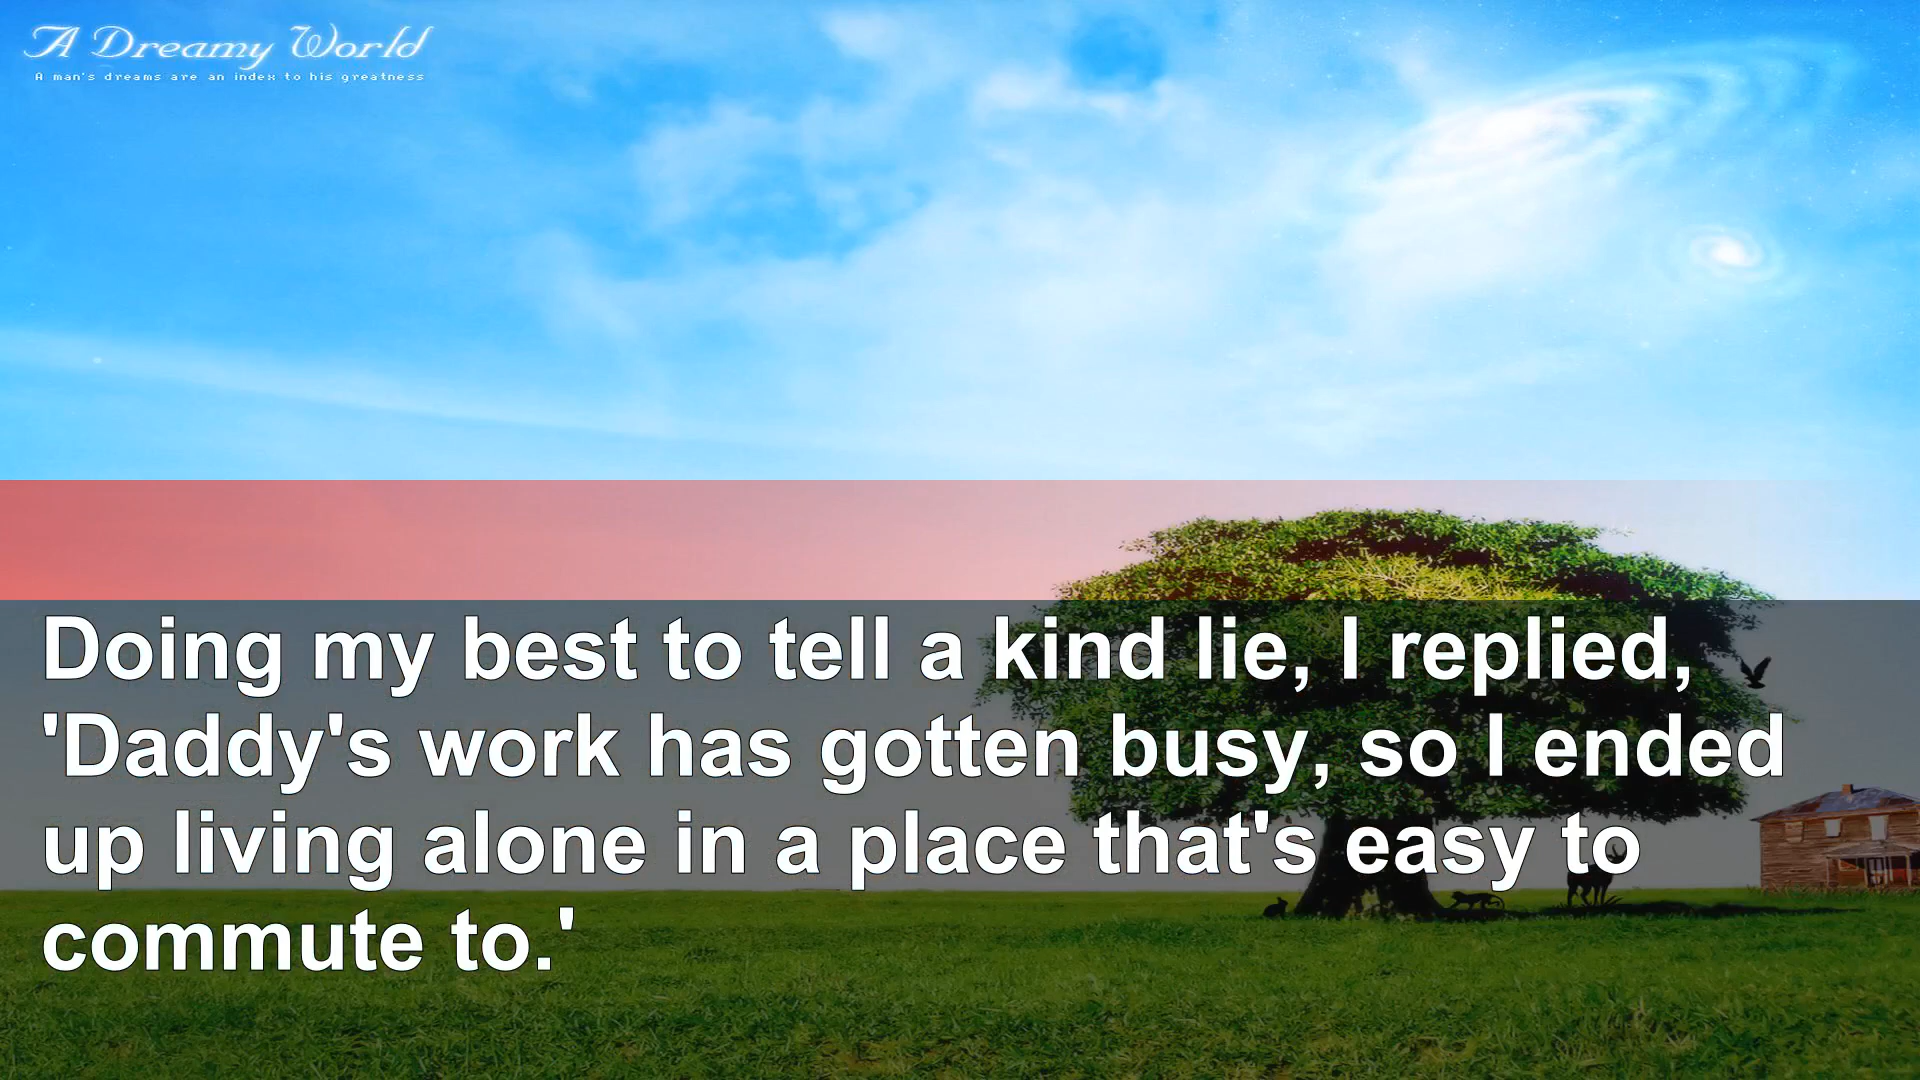 A Dreamy World
A man's dreams are an index to his greatness
Doing my best to tell a kind lie, I replied,
'Daddy's work has gotten busy, so I ended
up living alone in a place that's easy to
commute to.'